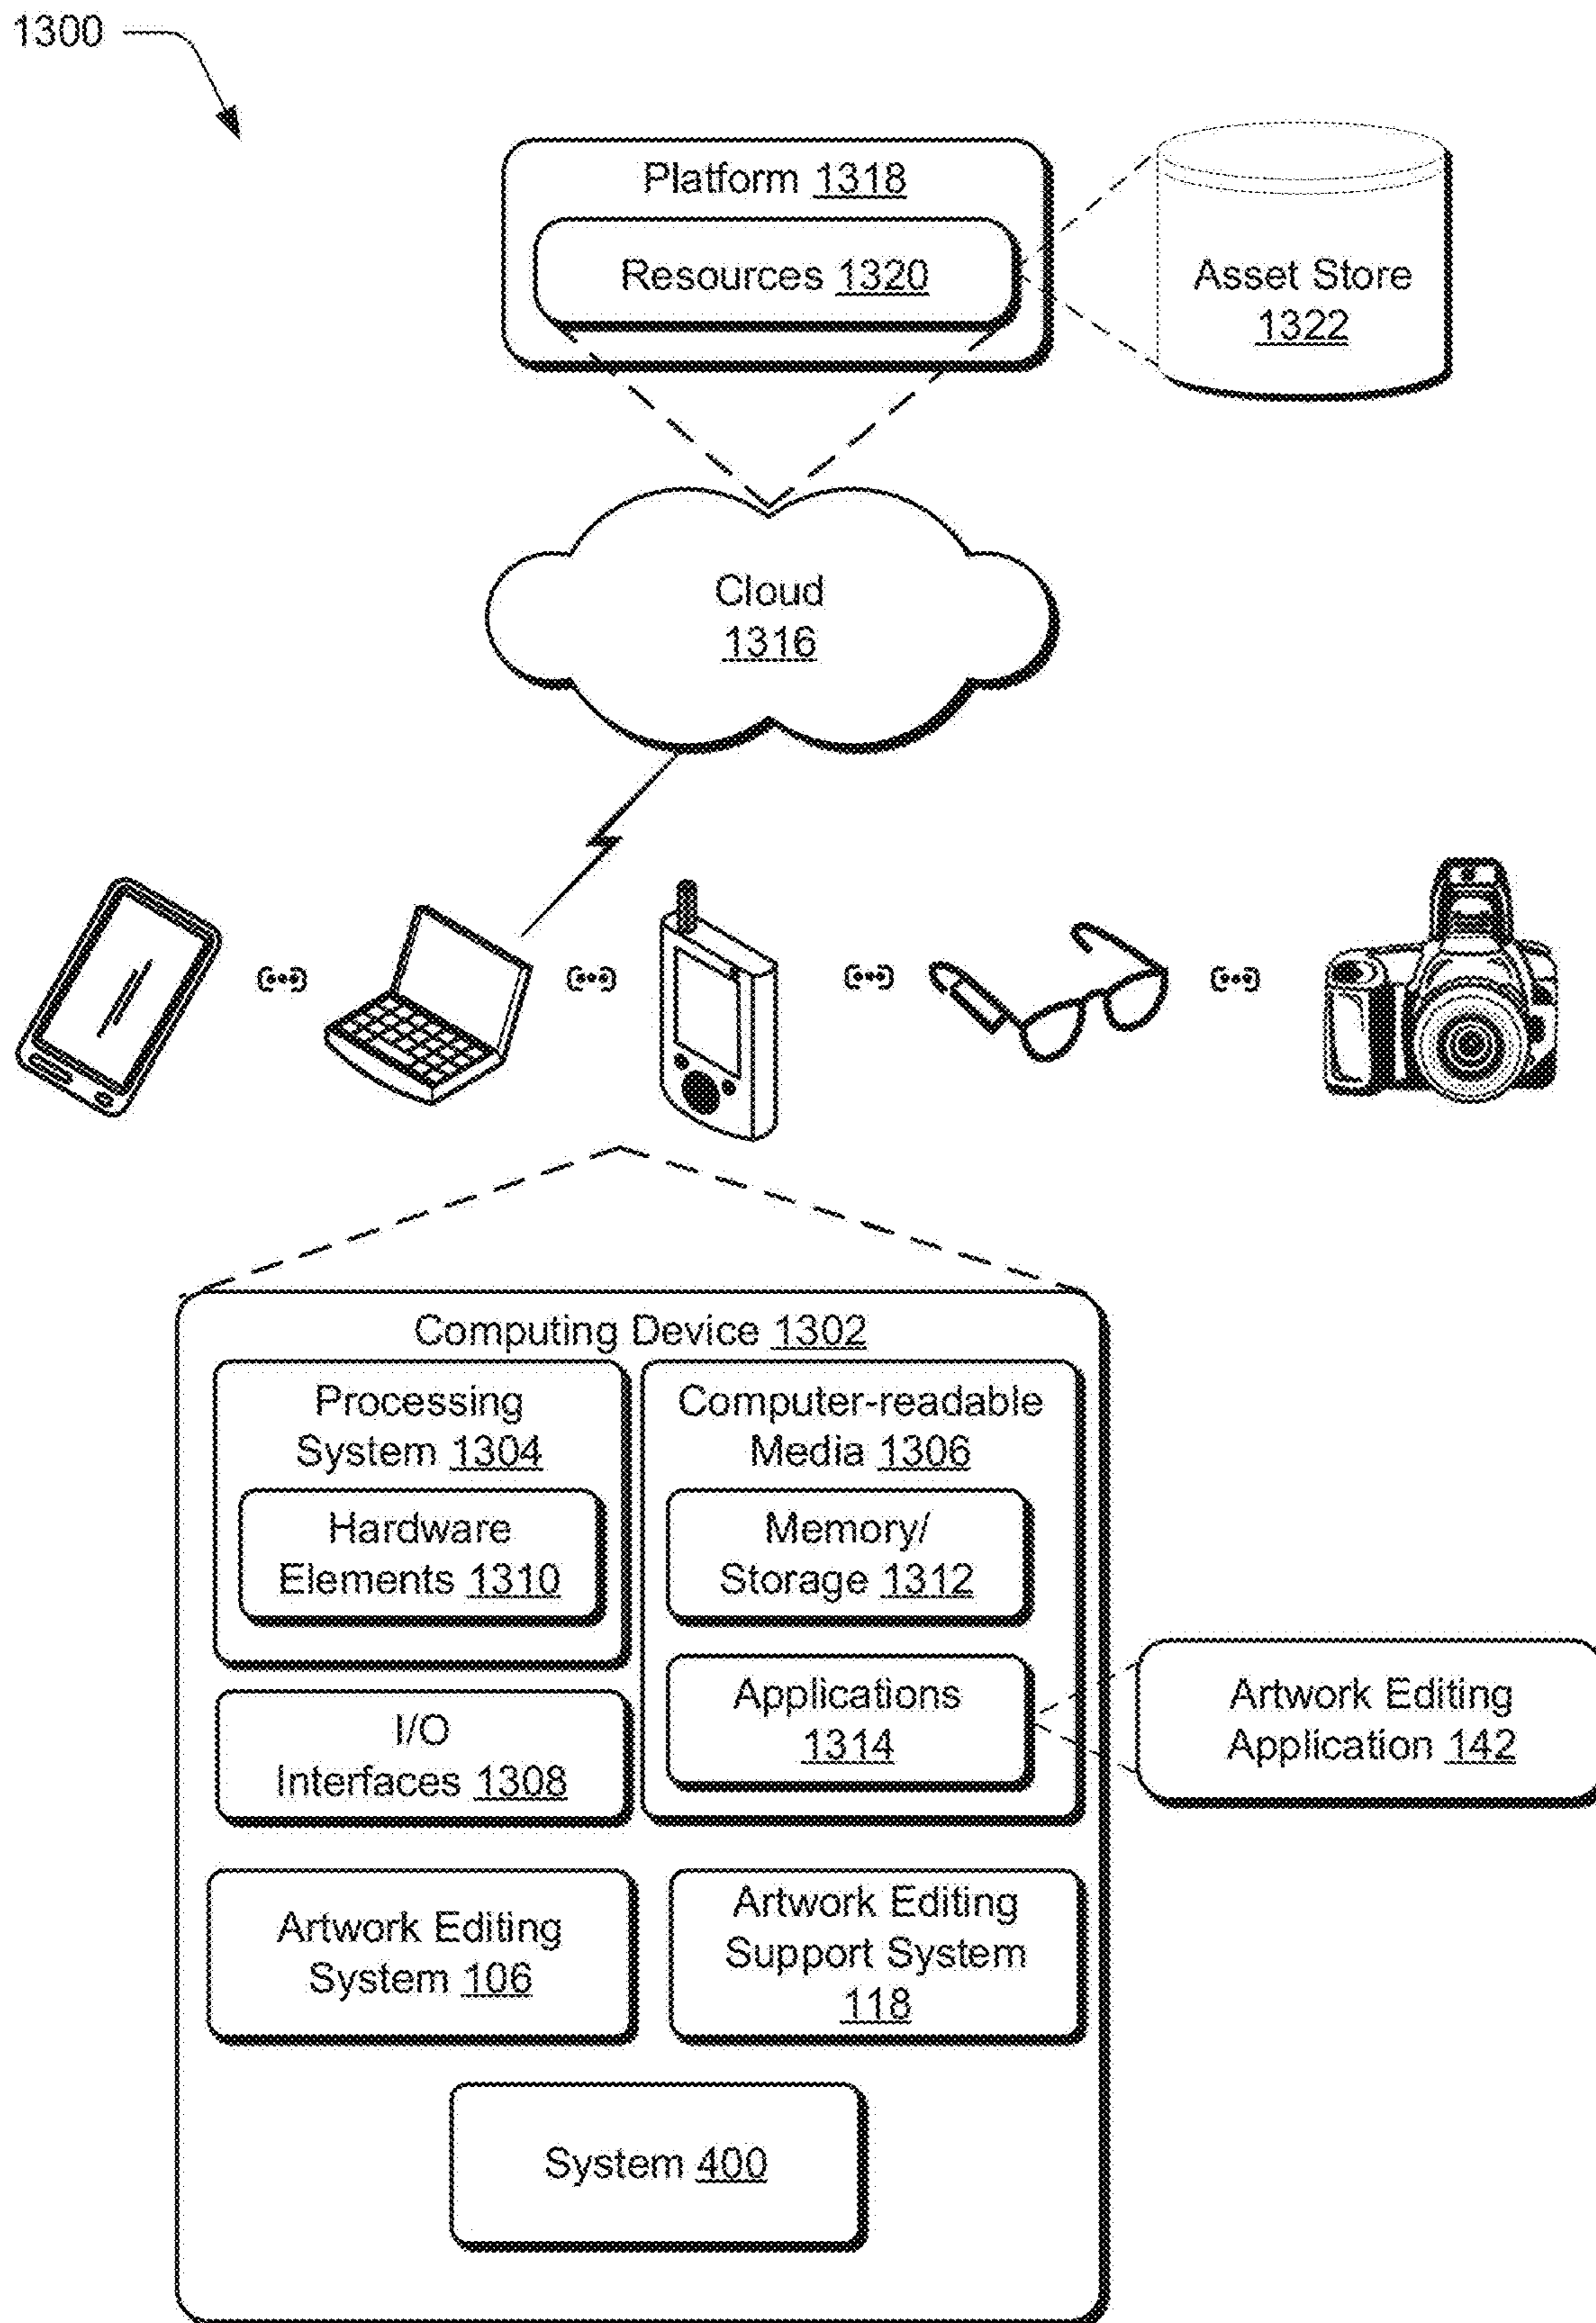 1300
Platform 1318
Resources 1320
Asset Store
1322
Cloud
1316
Computing Device 1302
Processing
System 1304
Hardware
Elements 1310
I/O
Interfaces 1308
Computer-readable
Media 1306
Memory/
Storage 1312
Applications
1314
Artwork Editing
Application 142
Artwork Editing
System 106
Artwork Editing
Support System
118
System 400